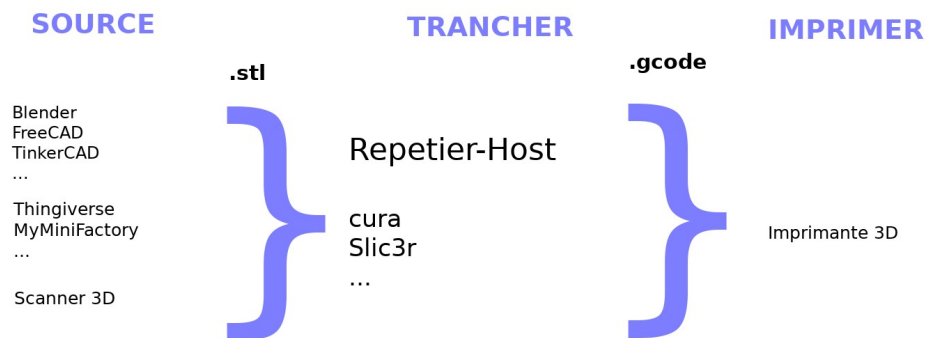 SOURCE
TRANCHER
IMPRIMER
.stl
.gcode
Blender
FreeCAD
TinkerCAD
...
Thingiverse
MyMiniFactory
...
Scanner 3D
Repetier-Host
cura
Slic3r
...
Imprimante 3D